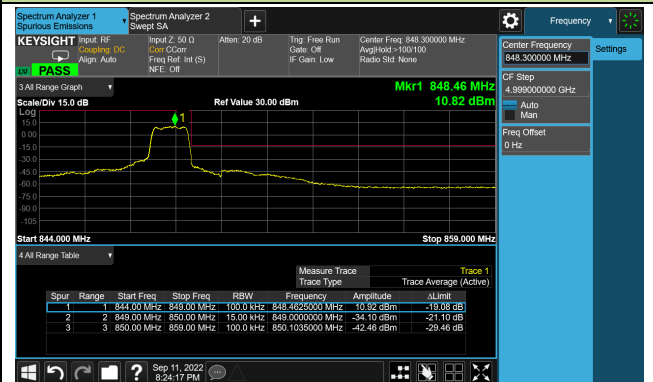 Spectrum Analyzer 1
Spurious Emissions
Spectrum Analyzer 2
Swept SA
Frequency
KEYSIGHT
Input: RF
Coupling: DC
Align: Auto
Input Z: 50 Ω
Corr CCorr
Freq Ref: Int (S)
NFE: Off
Atten: 20 dB
Trig: Free Run
Gate: Off
IF Gain: Low
Center Freq: 848.300000 MHz
Avg|Hold:>100/100
Radio Std: None
PASS
Center Frequency
848.300000 MHz
Settings
CF Step
4.999000000 GHz
Auto
Man
Freq Offset
0 Hz
3 All Range Graph
Mkr1 848.46 MHz
Scale/Div 15.0 dB
Ref Value 30.00 dBm
10.82 dBm
Log
15.0
0.00
-15.0
-30.0
-45.0
-60.0
-75.0
-90.0
-105
1
Start 844.000 MHz
Stop 859.000 MHz
4 All Range Table
Measure Trace Trace 1
Trace Type Trace Average (Active)
Spur Range Start Freq Stop Freq RBW Frequency Amplitude ΔLimit
1 1 844.00 MHz 849.00 MHz 100.0 kHz 848.4625000 MHz 10.92 dBm -19.08 dB
2 2 849.00 MHz 850.00 MHz 15.00 kHz 849.0000000 MHz -34.10 dBm -21.10 dB
3 3 850.00 MHz 859.00 MHz 100.0 kHz 850.1035000 MHz -42.46 dBm -29.46 dB
Sep 11, 2022
8:24:17 PM